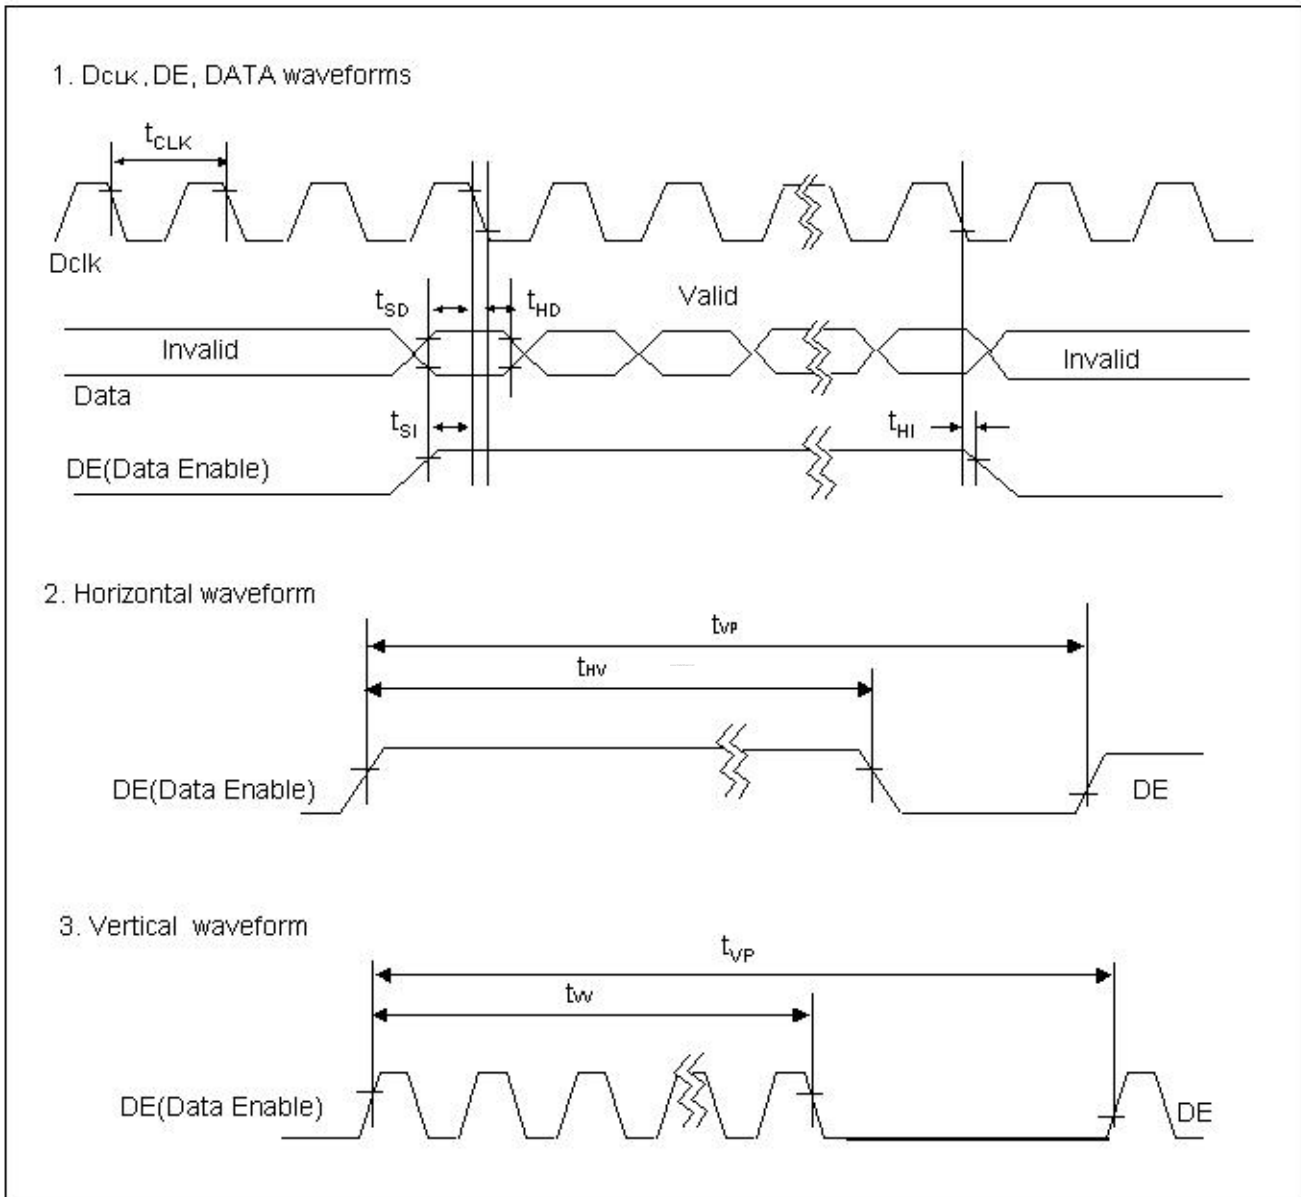 1. DCLK, DE, DATA waveforms
tCLK
Dclk
tSD
tHD
Valid
Invalid
Invalid
Data
tSI
tHI
DE(Data Enable)
2. Horizontal waveform
tVP
tHV
DE(Data Enable)
DE
3. Vertical waveform
tVP
tVV
DE(Data Enable)
DE